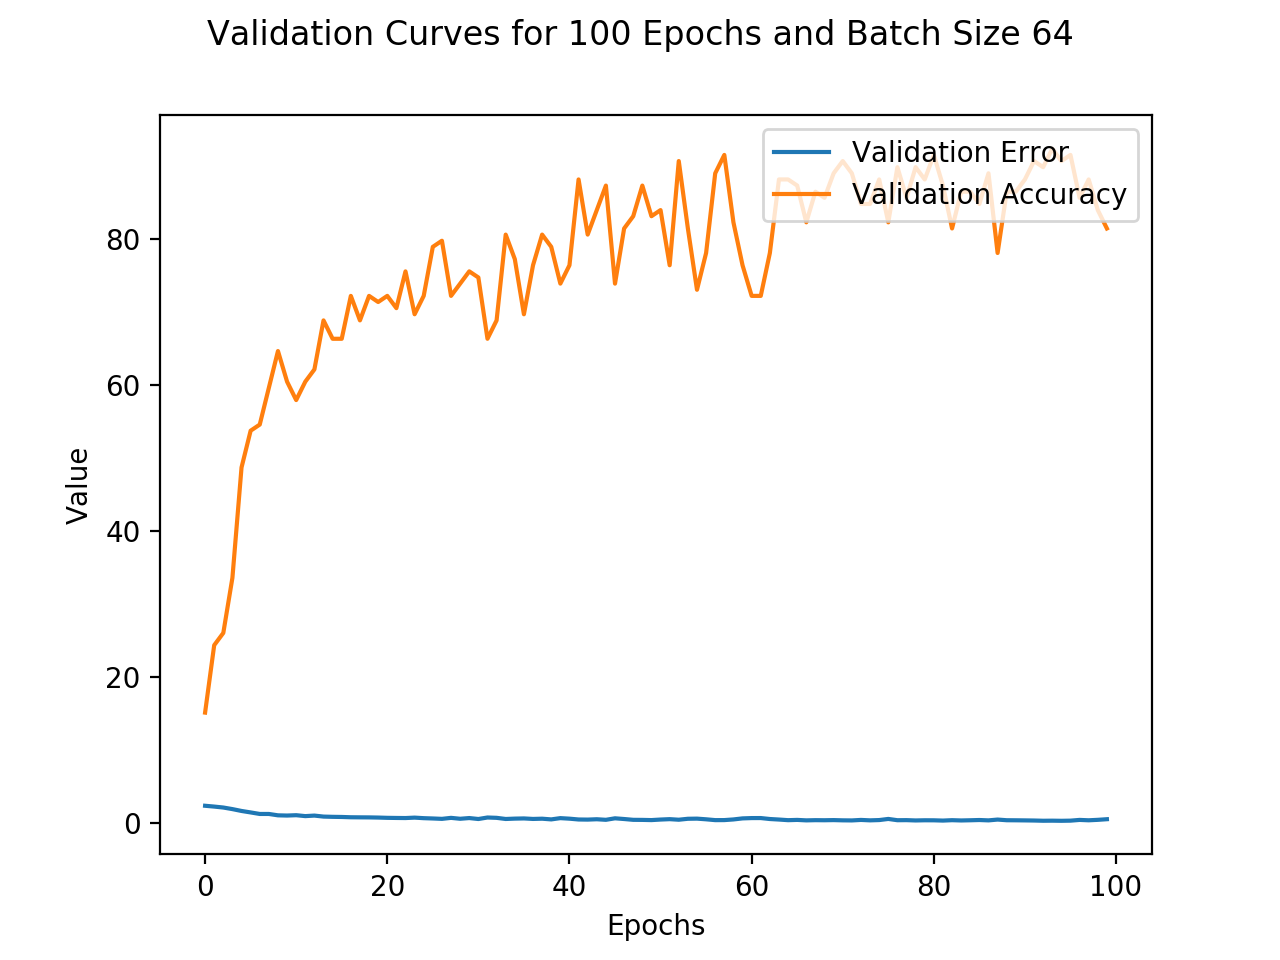 Validation Curves for 100 Epochs and Batch Size 64
Validation Error
Validation Accuracy
80
60
40
20
0
Value
0 20 40 60 80 100
Epochs